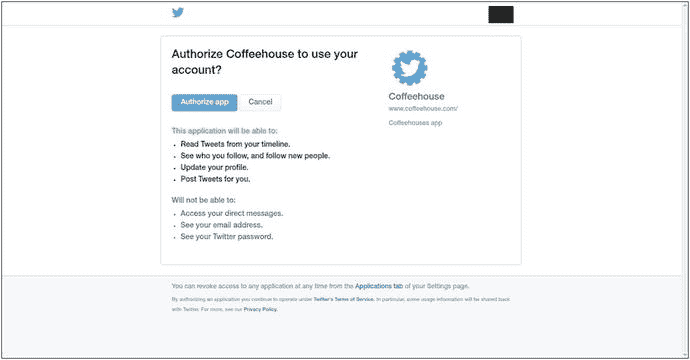 Authorize Coffeehouse to use your
account?
Authorize app
Cancel
This application will be able to:
Read Tweets from your timeline.
See who you follow, and follow new people.
Update your profile.
Post Tweets for you.
Will not be able to:
Access your direct messages.
See your email address.
See your Twitter password.
Coffeehouse
www.coffeehouse.com/
Coffeehouses app
You can revoke access to any application at any time from the Applications tab of your Settings page.
By authorizing an application you continue to operate under Twitter's Terms of Service. In particular, some usage information will be shared back
with Twitter. For more, see our Privacy Policy.